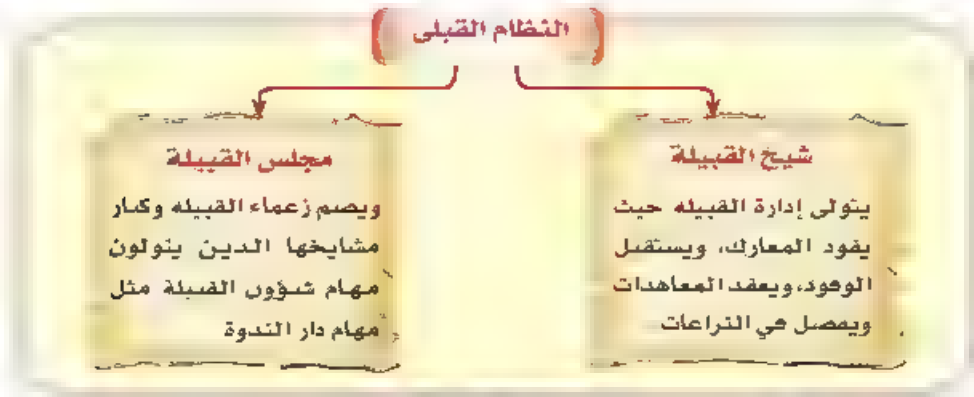 النظام القبلى
شيخ القبيلة
يتولى إدارة القبيلة حيث
يقود المعارك، ويستقبل
الوفود، ويعقد المعاهدات
ويفصل في النزاعات
مجلس القبيلة
ويضم زعماء القبيلة وكبار
مشايخها الذين يتولون
مهام شؤون القبيلة مثل
مهام دار الندوة